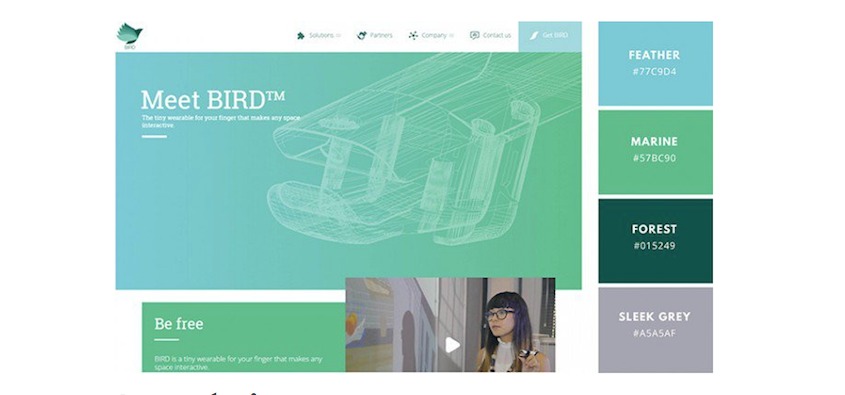 BIRD
Solutions
Partners
Company
Contact us
Get BIRD
Meet BIRD™
The tiny wearable for your finger that makes any space
interactive.
Be free
BIRD is a tiny wearable for your finger that makes any
space interactive.
FEATHER
#77C9D4
MARINE
#57BC90
FOREST
#015249
SLEEK GREY
#A5A5AF